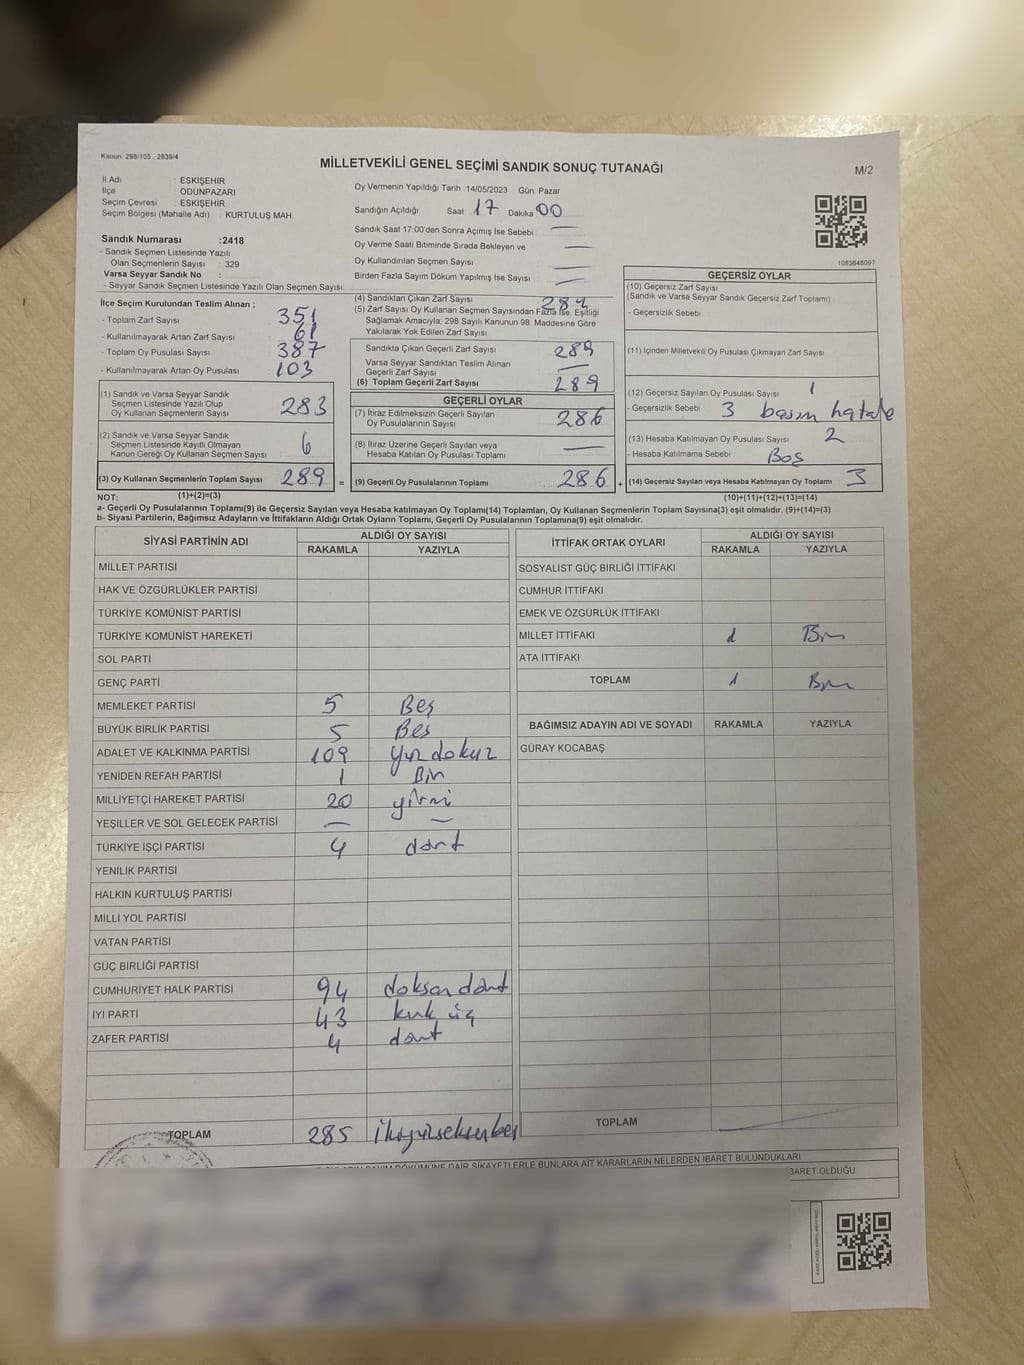 Kanun: 298/105 , 2839/4
MİLLETVEKİLİ GENEL SEÇİMİ SANDIK SONUÇ TUTANAĞI
M/2
İl Adı : ESKİŞEHİR
İlçe : ODUNPAZARI
Seçim Çevresi : ESKİŞEHİR
Seçim Bölgesi (Mahalle Adı) : KURTULUŞ MAH.
Oy Vermenin Yapıldığı Tarih :14/05/2023 Gün: Pazar
Sandığın Açıldığı Saat 17 Dakika 00
Sandık Saat 17:00'den Sonra Açımış İse Sebebi —
Oy Verme Saati Bitiminde Sırada Bekleyen ve —
Oy Kullandırılan Seçmen Sayısı —
Birden Fazla Sayım Döküm Yapılmış İse Sayısı —
1083648097
Sandık Numarası :2418
- Sandık Seçmen Listesinde Yazılı
Olan Seçmenlerin Sayısı : 329
Varsa Seyyar Sandık No :
- Seyyar Sandık Seçmen Listesinde Yazılı Olan Seçmen Sayısı:
İlçe Seçim Kurulundan Teslim Alınan ;
- Toplam Zarf Sayısı 351
- Kullanılmayarak Artan Zarf Sayısı 61
- Toplam Oy Pusulası Sayısı 387
- Kullanılmayarak Artan Oy Pusulası 103
(1) Sandık ve Varsa Seyyar Sandık
Seçmen Listesinde Yazılı Olup
Oy Kullanan Seçmenlerin Sayısı 283
(2) Sandık ve Varsa Seyyar Sandık
Seçmen Listesinde Kayıtlı Olmayan
Kanun Gereği Oy Kullanan Seçmen Sayısı 6
(3) Oy Kullanan Seçmenlerin Toplam Sayısı 289 =
(1)+(2)=(3)
(4) Sandıktan Çıkan Zarf Sayısı 289
(5) Zarf Sayısı Oy Kullanan Seçmen Sayısından Fazla İse, Eşitliği
Sağlamak Amacıyla, 298 Sayılı Kanunun 98. Maddesine Göre
Yakılarak Yok Edilen Zarf Sayısı
Sandıkta Çıkan Geçerli Zarf Sayısı 289
Varsa Seyyar Sandıktan Teslim Alınan
Geçerli Zarf Sayısı —
(6) Toplam Geçerli Zarf Sayısı 289
GEÇERLİ OYLAR
(7) İtiraz Edilmeksizin Geçerli Sayılan
Oy Pusulalarının Sayısı 286
(8) İtiraz Üzerine Geçerli Sayılan veya
Hesaba Katılan Oy Pusulası Toplamı —
(9) Geçerli Oy Pusulalarının Toplamı 286 +
GEÇERSİZ OYLAR
(10) Geçersiz Zarf Sayısı
(Sandık ve Varsa Seyyar Sandık Geçersiz Zarf Toplamı)
- Geçersizlik Sebebi :
(11) İçinden Milletvekili Oy Pusulası Çıkmayan Zarf Sayısı
(12) Geçersiz Sayılan Oy Pusulası Sayısı 1
- Geçersizlik Sebebi : 3 basım
(13) Hesaba Katılmayan Oy Pusulası Sayısı 2
- Hesaba Katılmama Sebebi : Boş
(14) Geçersiz Sayılan veya Hesaba Katılmayan Oy Toplamı 3
(10)+(11)+(12)+(13)=(14)
NOT:
a- Geçerli Oy Pusulaları Toplamı(9) ile Geçersiz Sayılan veya Hesaba katılmayan Oy Toplamı(14) Toplamları, Oy Kullanan Seçmenlerin Toplam Sayısına(3) eşit olmalıdır. (9)+(14)=(3)
b- Siyasi Partilerin, Bağımsız Adayların ve İttifakların Aldığı Ortak Oyların Toplamı, Geçerli Oy Pusulalarının Toplamına(9) eşit olmalıdır.
SİYASİ PARTİNİN ADI ALDIĞI OY SAYISI
RAKAMLA YAZIYLA
MİLLET PARTİSİ
HAK VE ÖZGÜRLÜKLER PARTİSİ
TÜRKİYE KOMÜNİST PARTİSİ
TÜRKİYE KOMÜNİST HAREKETİ
SOL PARTİ
GENÇ PARTİ
MEMLEKET PARTİSİ 5 Beş
BÜYÜK BİRLİK PARTİSİ 5 Beş
ADALET VE KALKINMA PARTİSİ 109 yüz dokuz
YENİDEN REFAH PARTİSİ 1 Bir
MİLLİYETÇİ HAREKET PARTİSİ 20 yirmi
YEŞİLLER VE SOL GELECEK PARTİSİ — —
TÜRKİYE İŞÇİ PARTİSİ 4 dört
YENİLİK PARTİSİ
HALKIN KURTULUŞ PARTİSİ
MİLLİ YOL PARTİSİ
VATAN PARTİSİ
GÜÇ BİRLİĞİ PARTİSİ
CUMHURİYET HALK PARTİSİ 94 doksan dört
İYİ PARTİ 43 kırk üç
ZAFER PARTİSİ 4 dört
TOPLAM 285 ikiyüzseksenbeş
İTTİFAK ORTAK OYLARI ALDIĞI OY SAYISI
RAKAMLA YAZIYLA
SOSYALİST GÜÇ BİRLİĞİ İTTİFAKI
CUMHUR İTTİFAKI
EMEK VE ÖZGÜRLÜK İTTİFAKI
MİLLET İTTİFAKI 1 Bir
ATA İTTİFAKI
TOPLAM 1 Bir
BAĞIMSIZ ADAYIN ADI VE SOYADI RAKAMLA YAZIYLA
GÜRAY KOCABAŞ
TOPLAM
DÖKÜMÜNE DAİR ŞİKAYETLERLE BUNLARA AİT KARARLARIN NELERDEN İBARET BULUNDUKLARI
İBARET OLDUĞU